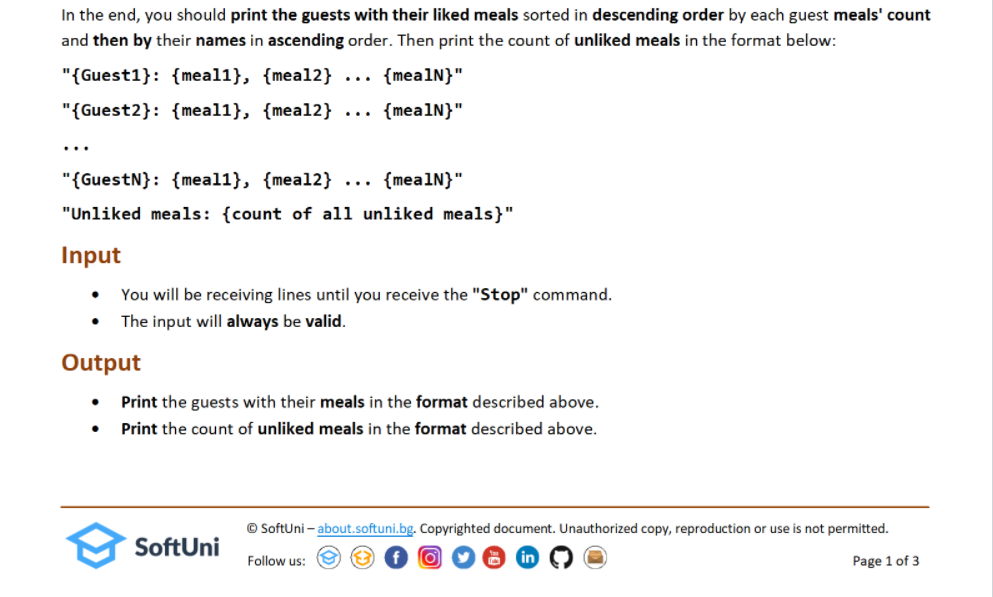 In the end, you should print the guests with their liked meals sorted in descending order by each guest meals' count
and then by their names in ascending order. Then print the count of unliked meals in the format below:
"{Guest1}: {meal1}, {meal2} ... {mealN}"
"{Guest2}: {meal1}, {meal2} ... {mealN}"
...
"{GuestN}: {meal1}, {meal2} ... {mealN}"
"Unliked meals: {count of all unliked meals}"
Input
• You will be receiving lines until you receive the "Stop" command.
• The input will always be valid.
Output
• Print the guests with their meals in the format described above.
• Print the count of unliked meals in the format described above.
SoftUni
© SoftUni – about.softuni.bg. Copyrighted document. Unauthorized copy, reproduction or use is not permitted.
Follow us:
Page 1 of 3